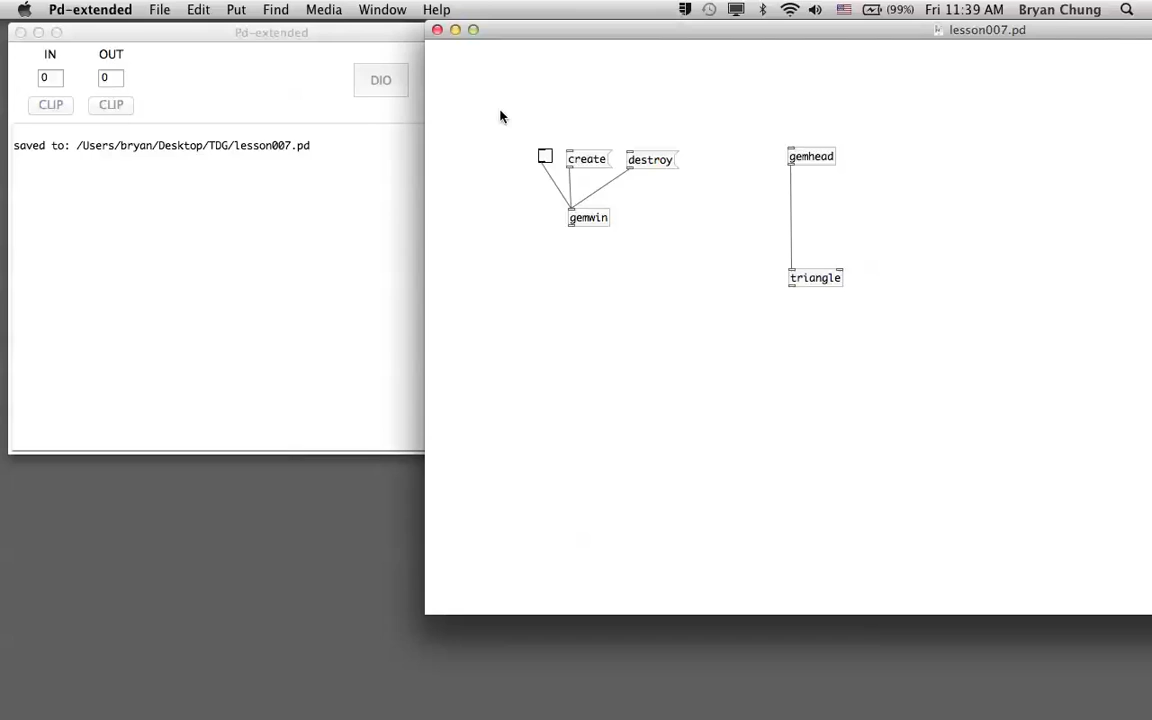 Pd-extended File Edit Put Find Media Window Help (99%) Fri 11:39 AM Bryan Chung
Pd-extended
IN OUT
0 0
DIO
CLIP CLIP
saved to: /Users/bryan/Desktop/TDG/lesson007.pd
lesson007.pd
create destroy gemhead
gemwin
triangle